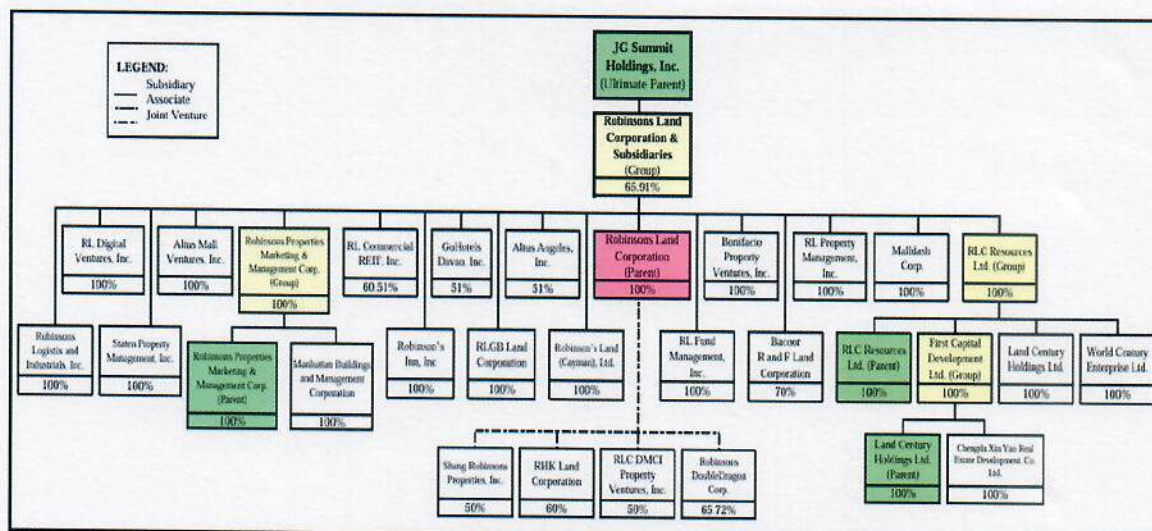 LEGEND:
Subsidiary
Associate
Joint Venture
JG Summit
Holdings, Inc.
(Ultimate Parent)
Robinsons Land
Corporation &
Subsidiaries
(Group)
65.91%
RL Digital
Ventures, Inc.
100%
Altus Mall
Ventures, Inc.
100%
Robinsons Properties
Marketing &
Management Corp.
(Group)
100%
RL Commercial
REIT, Inc.
60.51%
GoHotels
Davao, Inc.
51%
Altus Angeles,
Inc.
51%
Robinsons Land
Corporation
(Parent)
100%
Bonifacio
Property
Ventures, Inc.
100%
RL Property
Management,
Inc.
100%
Malldash
Corp.
100%
RLC Resources
Ltd. (Group)
100%
Robinsons
Logistix and
Industrials, Inc.
100%
Staten Property
Management, Inc.
100%
Robinsons Properties
Marketing &
Management Corp.
(Parent)
100%
Manhattan Buildings
and Management
Corporation
100%
Robinson's
Inn, Inc
100%
RLGB Land
Corporation
100%
Robinson's Land
(Cayman), Ltd.
100%
RL Fund
Management,
Inc.
100%
Bacoor
R and F Land
Corporation
70%
RLC Resources
Ltd. (Parent)
100%
First Capital
Development
Ltd. (Group)
100%
Land Century
Holdings Ltd.
100%
World Century
Enterprise Ltd.
100%
Shang Robinsons
Properties, Inc.
50%
RHK Land
Corporation
60%
RLC DMCI
Property
Ventures, Inc.
50%
Robinsons
DoubleDragon
Corp.
65.72%
Land Century
Holdings Ltd.
(Parent)
100%
Chengdu Xin Yao Real
Estate Development, Co.
Ltd.
100%